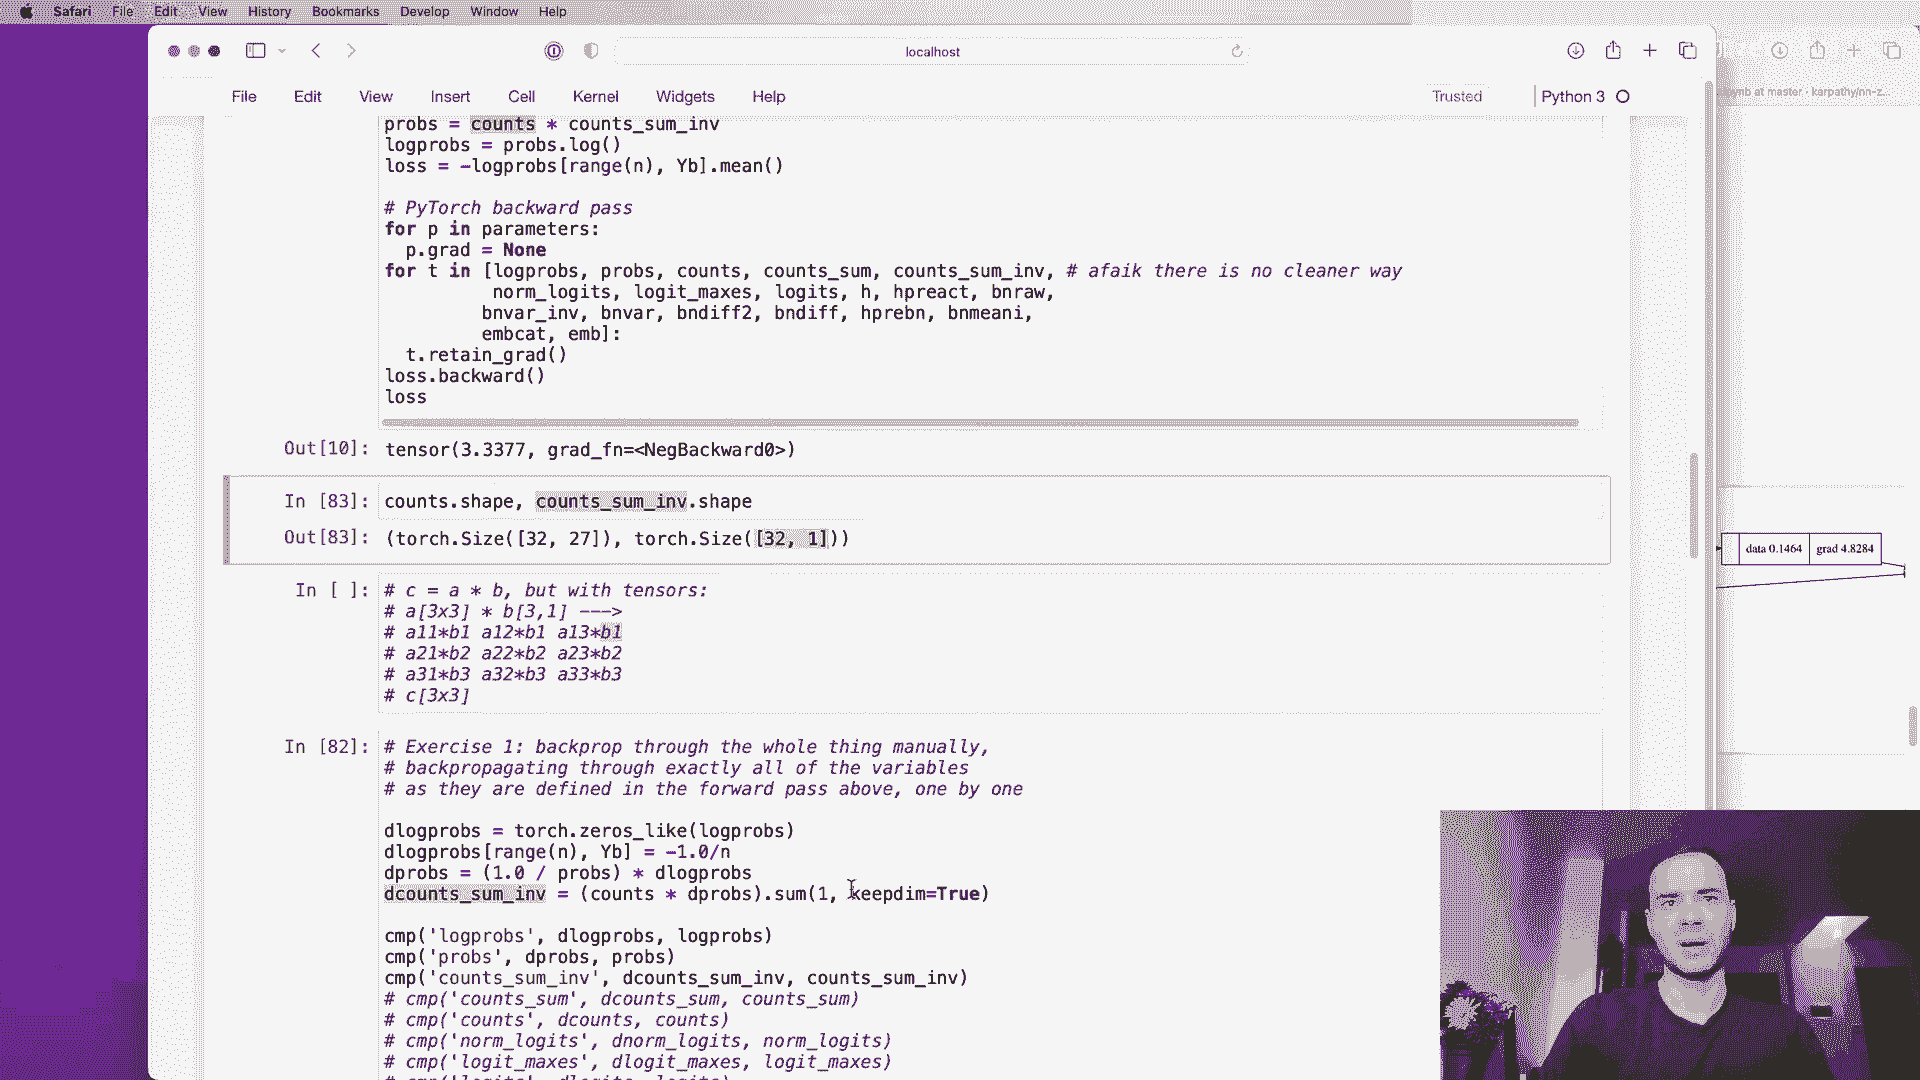 Safari File Edit View History Bookmarks Develop Window Help
localhost
File Edit View Insert Cell Kernel Widgets Help Trusted Python 3
ynb at master · karpathy/nn-z...
probs = counts * counts_sum_inv
logprobs = probs.log()
loss = -logprobs[range(n), Yb].mean()
# PyTorch backward pass
for p in parameters:
p.grad = None
for t in [logprobs, probs, counts, counts_sum, counts_sum_inv, # afaik there is no cleaner way
norm_logits, logit_maxes, logits, h, hpreact, bnraw,
bnvar_inv, bnvar, bndiff2, bndiff, hprebn, bnmeani,
embcat, emb]:
t.retain_grad()
loss.backward()
loss
Out[10]: tensor(3.3377, grad_fn=<NegBackward0>)
In [83]: counts.shape, counts_sum_inv.shape
Out[83]: (torch.Size([32, 27]), torch.Size([32, 1]))
data 0.1464 grad 4.8284
In [ ]: # c = a * b, but with tensors:
# a[3x3] * b[3,1] --->
# a11*b1 a12*b1 a13*b1
# a21*b2 a22*b2 a23*b2
# a31*b3 a32*b3 a33*b3
# c[3x3]
In [82]: # Exercise 1: backprop through the whole thing manually,
# backpropagating through exactly all of the variables
# as they are defined in the forward pass above, one by one
dlogprobs = torch.zeros_like(logprobs)
dlogprobs[range(n), Yb] = -1.0/n
dprobs = (1.0 / probs) * dlogprobs
dcounts_sum_inv = (counts * dprobs).sum(1, keepdim=True)
cmp('logprobs', dlogprobs, logprobs)
cmp('probs', dprobs, probs)
cmp('counts_sum_inv', dcounts_sum_inv, counts_sum_inv)
# cmp('counts_sum', dcounts_sum, counts_sum)
# cmp('counts', dcounts, counts)
# cmp('norm_logits', dnorm_logits, norm_logits)
# cmp('logit_maxes', dlogit_maxes, logit_maxes)